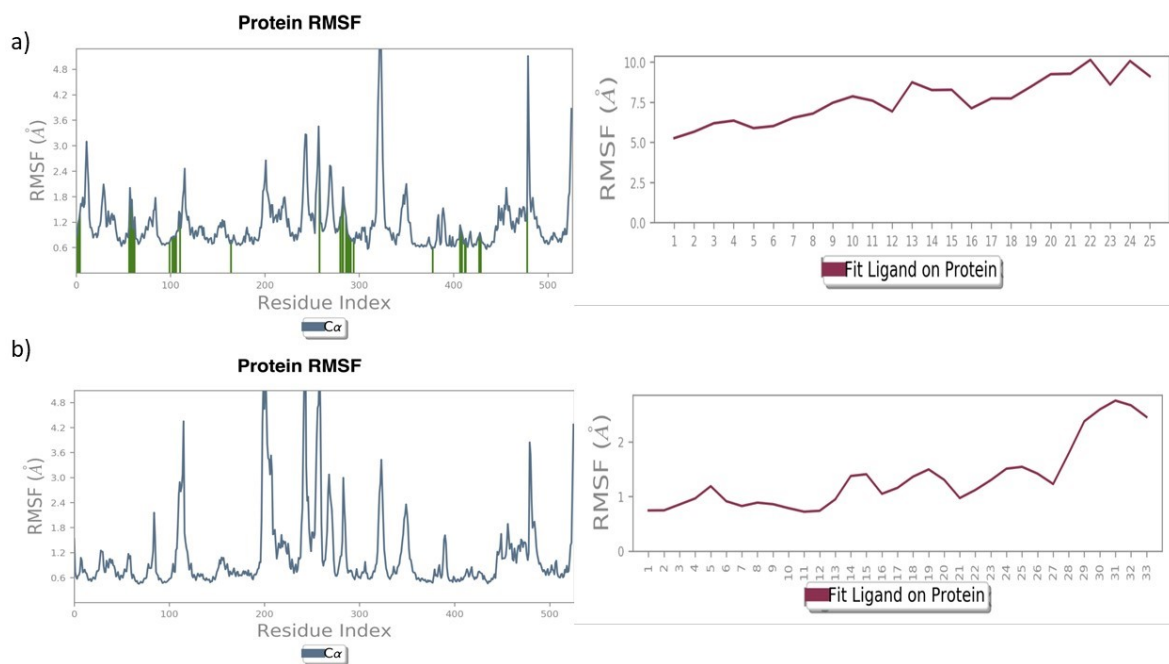 a)
Protein RMSF
RMSF (Å)
4.8
4.2
3.6
3.0
2.4
1.8
1.2
0.6
0
100
200
300
400
500
Residue Index
Cα
RMSF (Å)
10.0
7.5
5.0
2.5
0.0
1 2 3 4 5 6 7 8 9 10 11 12 13 14 15 16 17 18 19 20 21 22 23 24 25
Fit Ligand on Protein
b)
Protein RMSF
RMSF (Å)
4.8
4.2
3.6
3.0
2.4
1.8
1.2
0.6
0
100
200
300
400
500
Residue Index
Cα
RMSF (Å)
2
1
0
1 2 3 4 5 6 7 8 9 10 11 12 13 14 15 16 17 18 19 20 21 22 23 24 25 26 27 28 29 30 31 32 33
Fit Ligand on Protein